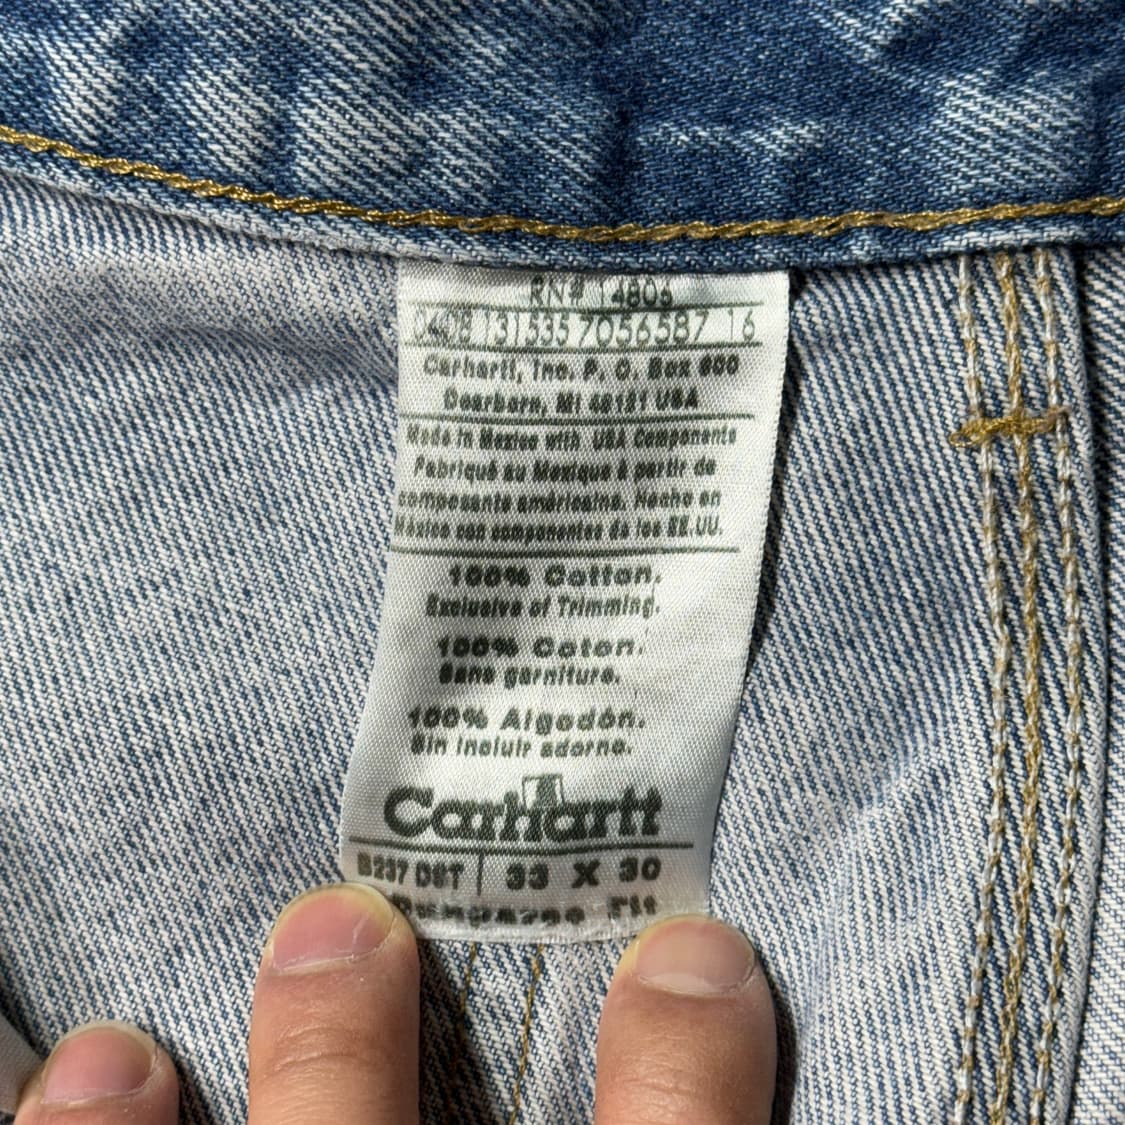 RN# 14806
0408 131535 7056587 16
Carhartt, Inc. P. O. Box 600
Dearborn, MI 48121 USA
Made in Mexico with USA Components
Fabriqué au Mexique à partir de
composants américains. Hecho en
México con componentes de los EE.UU.
100% Cotton.
Exclusive of Trimming.
100% Coton.
Sans garniture.
100% Algodón.
Sin incluir adorno.
Carhartt
B237 DST 33 X 30
Fit